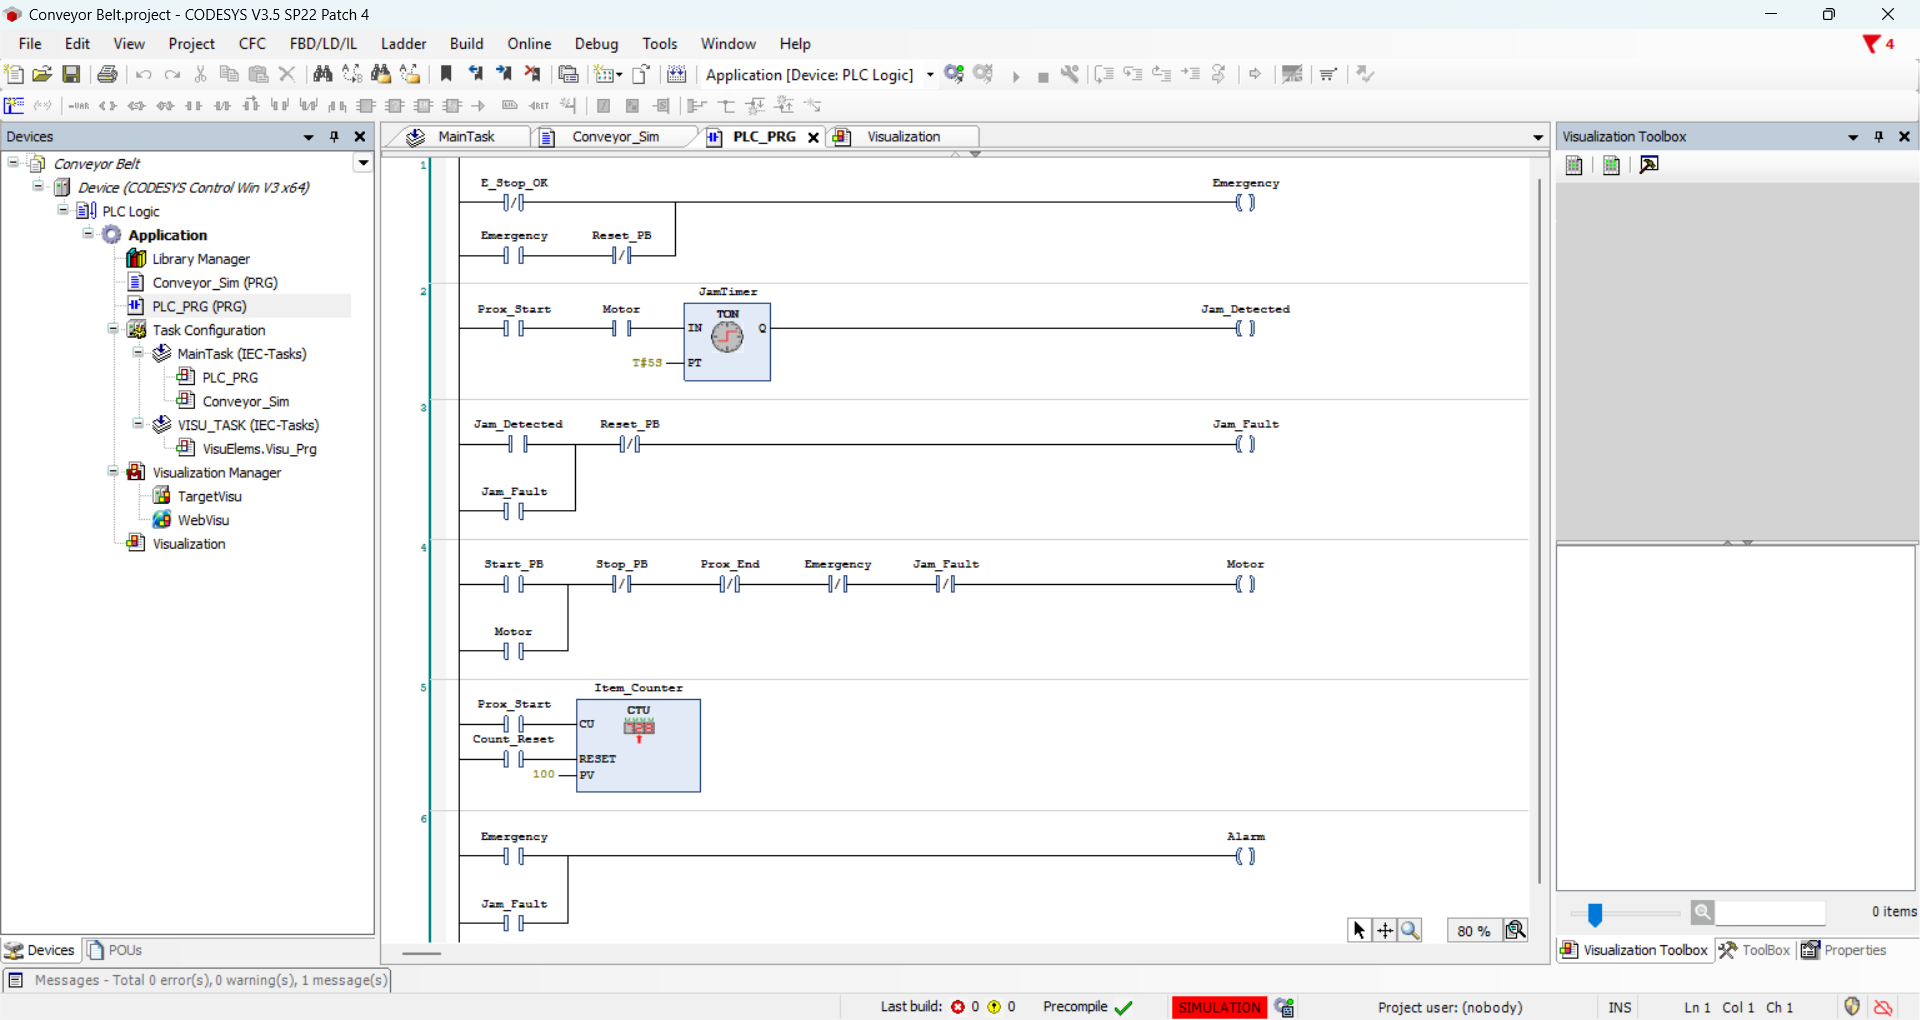 Conveyor Belt.project - CODESYS V3.5 SP22 Patch 4
File Edit View Project CFC FBD/LD/IL Ladder Build Online Debug Tools Window Help
4
Application [Device: PLC Logic]
Devices
Conveyor Belt
Device (CODESYS Control Win V3 x64)
PLC Logic
Application
Library Manager
Conveyor_Sim (PRG)
PLC_PRG (PRG)
Task Configuration
MainTask (IEC-Tasks)
PLC_PRG
Conveyor_Sim
VISU_TASK (IEC-Tasks)
VisuElems.Visu_Prg
Visualization Manager
TargetVisu
WebVisu
Visualization
Devices POUs
MainTask Conveyor_Sim PLC_PRG Visualization
1
E_Stop_OK Emergency
Emergency Reset_PB
2
JamTimer
Prox_Start Motor TON Jam_Detected
IN Q
T#5S PT
3
Jam_Detected Reset_PB Jam_Fault
Jam_Fault
4
Start_PB Stop_PB Prox_End Emergency Jam_Fault Motor
Motor
5
Item_Counter
Prox_Start CTU
CU
Count_Reset
RESET
100 PV
6
Emergency Alarm
Jam_Fault
80 %
Visualization Toolbox
0 items
Visualization Toolbox ToolBox Properties
Messages - Total 0 error(s), 0 warning(s), 1 message(s)
Last build: 0 0 Precompile SIMULATION Project user: (nobody) INS Ln 1 Col 1 Ch 1